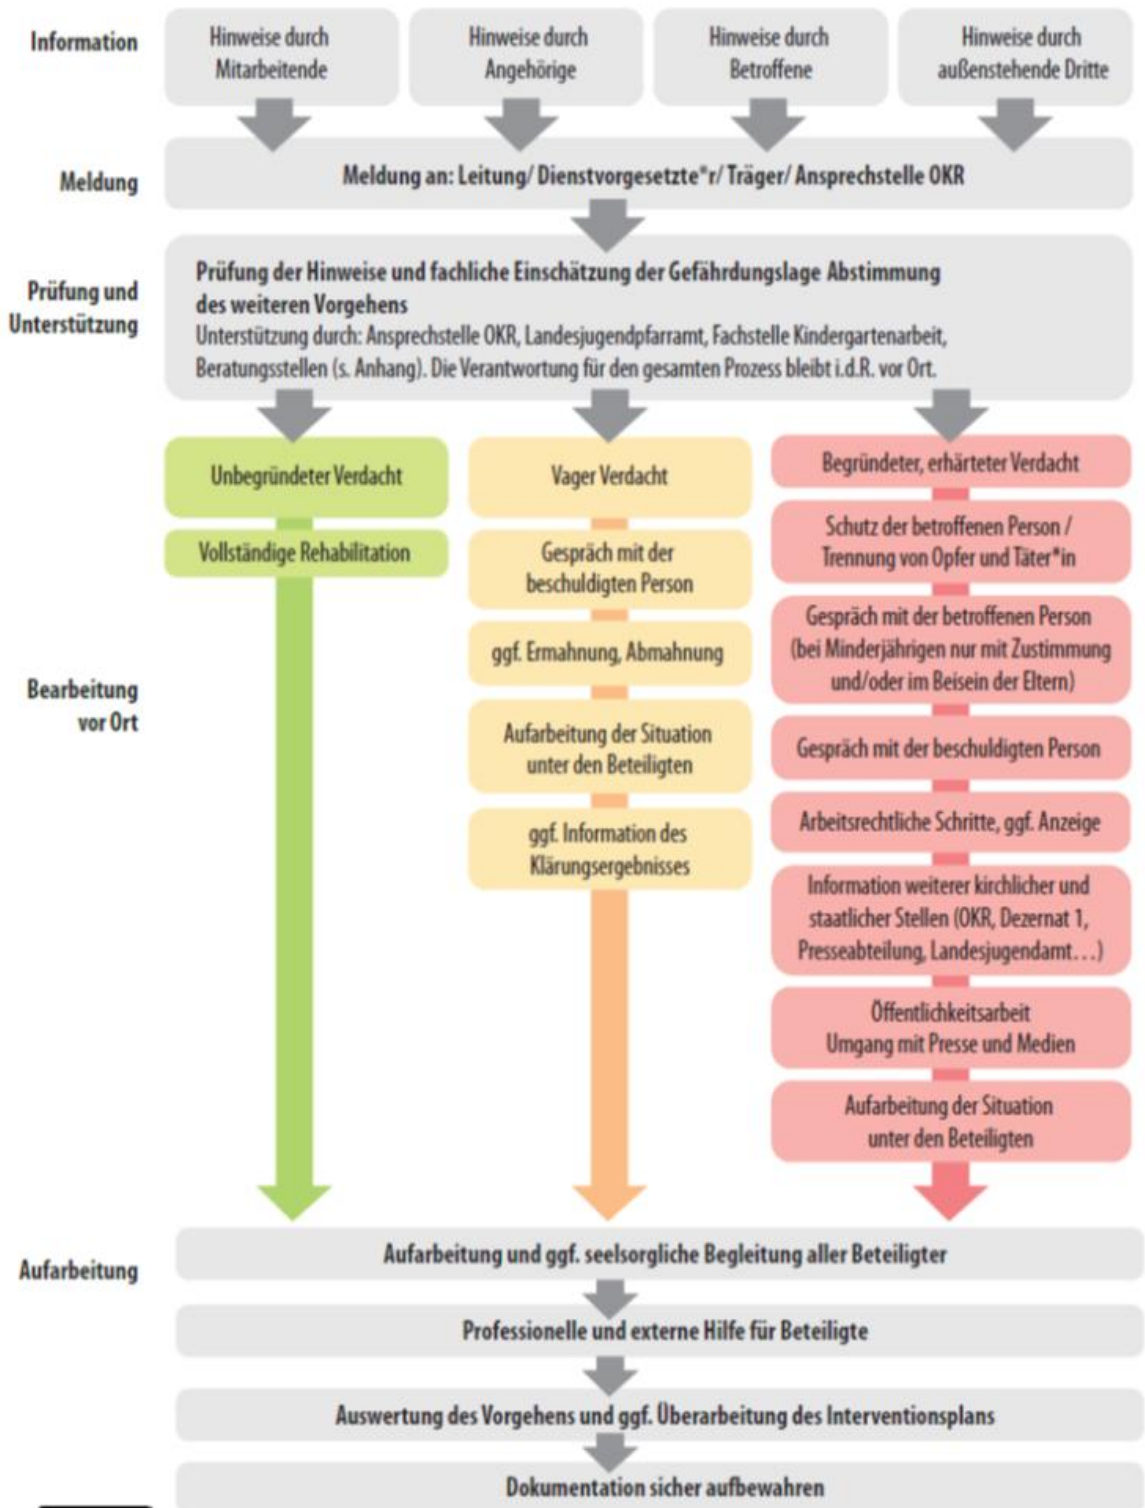 Information
Hinweise durch
Mitarbeitende
Hinweise durch
Angehörige
Hinweise durch
Betroffene
Hinweise durch
außenstehende Dritte
Meldung
Meldung an: Leitung/ Dienstvorgesetzte*r/ Träger/ Ansprechstelle OKR
Prüfung und
Unterstützung
Prüfung der Hinweise und fachliche Einschätzung der Gefährdungslage Abstimmung
des weiteren Vorgehens
Unterstützung durch: Ansprechstelle OKR, Landesjugendpfarramt, Fachstelle Kindergartenarbeit,
Beratungsstellen (s. Anhang). Die Verantwortung für den gesamten Prozess bleibt i.d.R. vor Ort.
Bearbeitung
vor Ort
Unbegründeter Verdacht
Vollständige Rehabilitation
Vager Verdacht
Gespräch mit der
beschuldigten Person
ggf. Ermahnung, Abmahnung
Aufarbeitung der Situation
unter den Beteiligten
ggf. Information des
Klärungsergebnisses
Begründeter, erhärteter Verdacht
Schutz der betroffenen Person /
Trennung von Opfer und Täter*in
Gespräch mit der betroffenen Person
(bei Minderjährigen nur mit Zustimmung
und/oder im Beisein der Eltern)
Gespräch mit der beschuldigten Person
Arbeitsrechtliche Schritte, ggf. Anzeige
Information weiterer kirchlicher und
staatlicher Stellen (OKR, Dezernat 1,
Presseabteilung, Landesjugendamt…)
Öffentlichkeitsarbeit
Umgang mit Presse und Medien
Aufarbeitung der Situation
unter den Beteiligten
Aufarbeitung
Aufarbeitung und ggf. seelsorgliche Begleitung aller Beteiligter
Professionelle und externe Hilfe für Beteiligte
Auswertung des Vorgehens und ggf. Überarbeitung des Interventionsplans
Dokumentation sicher aufbewahren